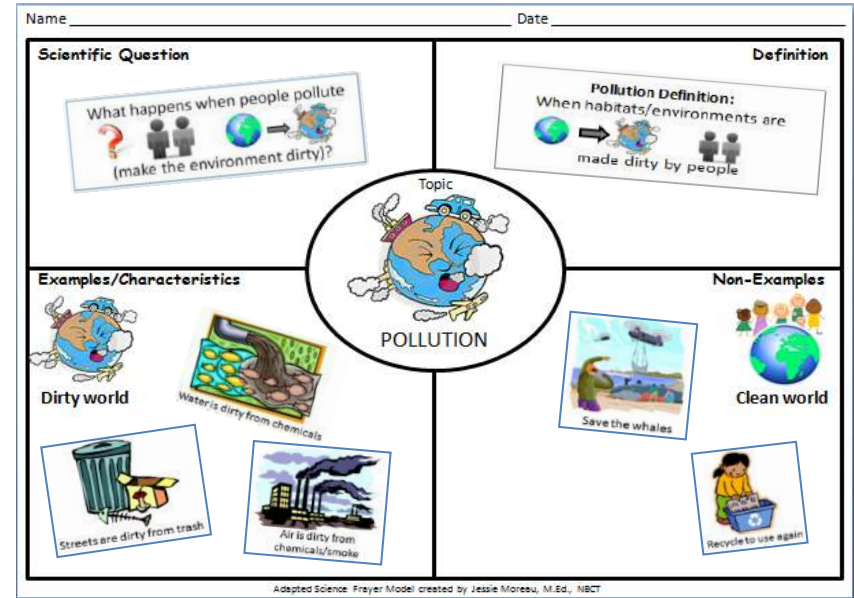 Name Date
Scientific Question
What happens when people pollute
(make the environment dirty)?
Definition
Pollution Definition:
When habitats/environments are
made dirty by people
Topic
POLLUTION
Examples/Characteristics
Dirty world
Water is dirty from chemicals
Streets are dirty from trash
Air is dirty from
chemicals/smoke
Non-Examples
Save the whales
Clean world
Recycle to use again
Adapted Science Frayer Model created by Jessie Moreau, M.Ed., NBCT